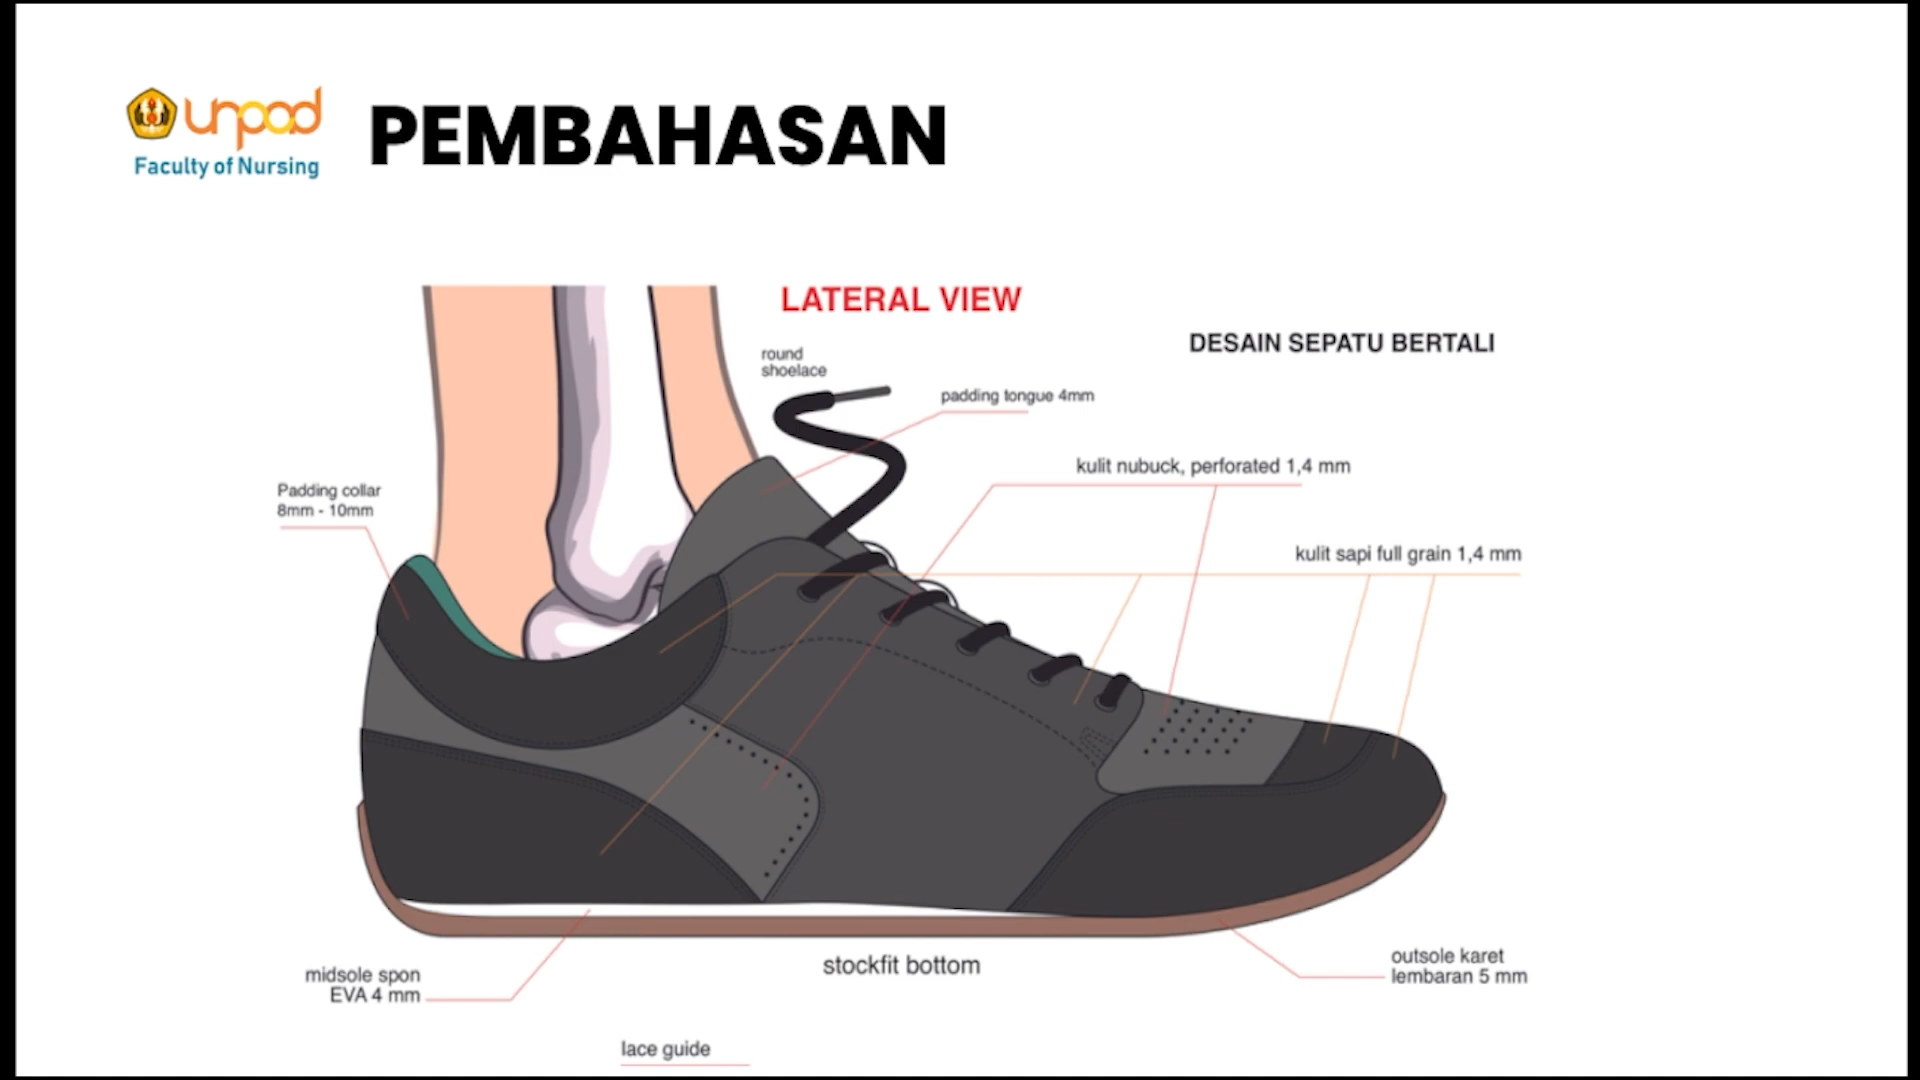 unpad
Faculty of Nursing
PEMBAHASAN
LATERAL VIEW
DESAIN SEPATU BERTALI
round
shoelace
padding tongue 4mm
kulit nubuck, perforated 1,4 mm
Padding collar
8mm - 10mm
kulit sapi full grain 1,4 mm
midsole spon
EVA 4 mm
stockfit bottom
outsole karet
lembaran 5 mm
lace guide